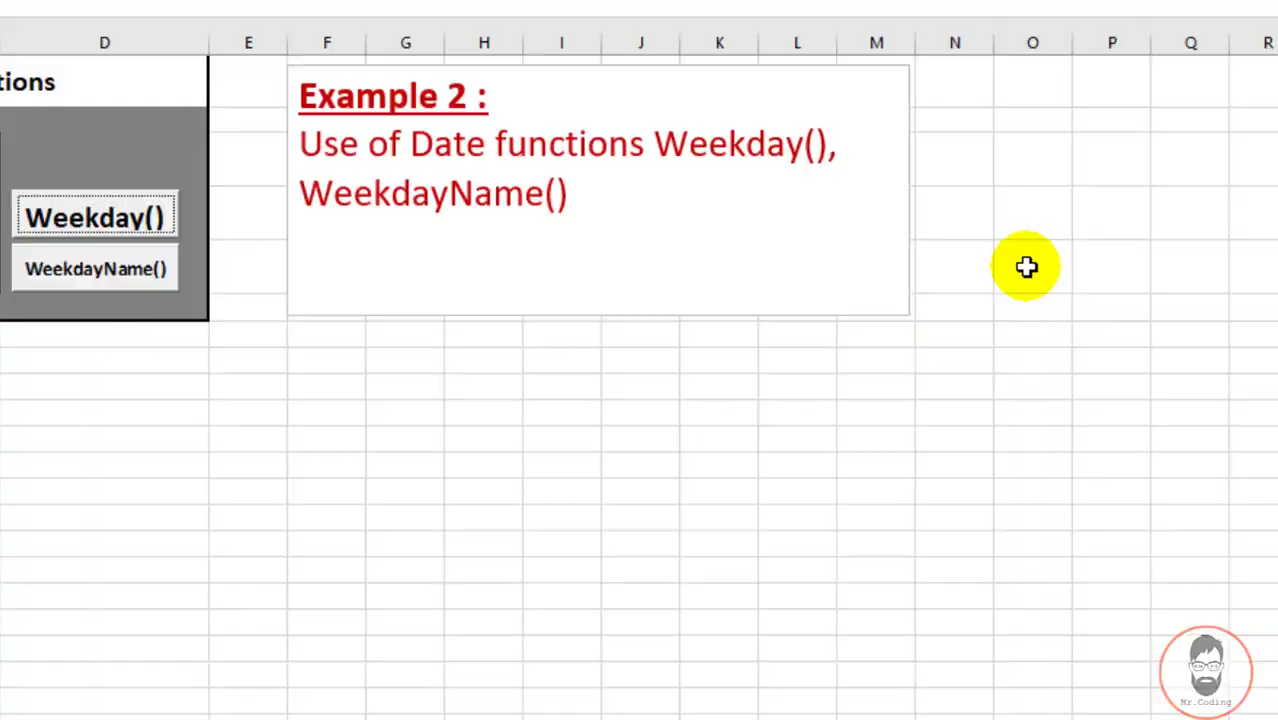 D E F G H I J K L M N O P Q R
tions
Example 2 :
Use of Date functions Weekday(),
WeekdayName()
Weekday()
WeekdayName()
Mr.Coding